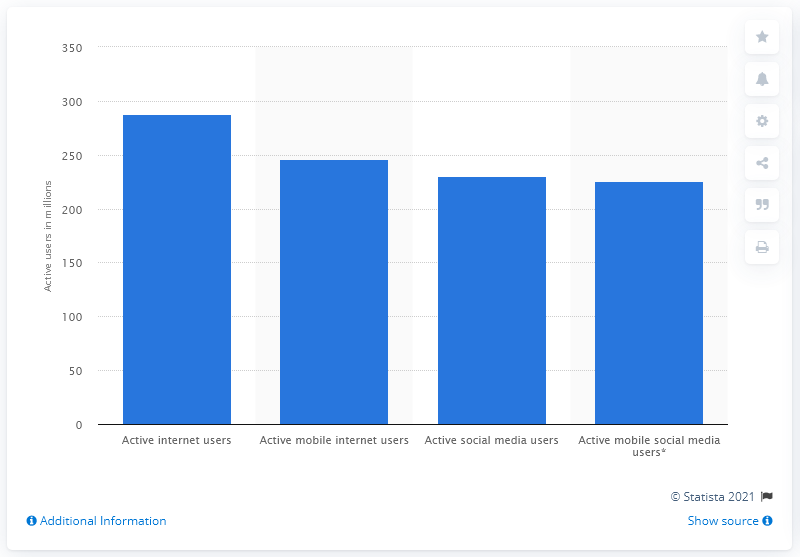 350
300
250
200
150
100
50
0
Active users in millions
Active internet users
Active mobile internet users
Active social media users
Active mobile social media
users*
© Statista 2021
Additional Information
Show source